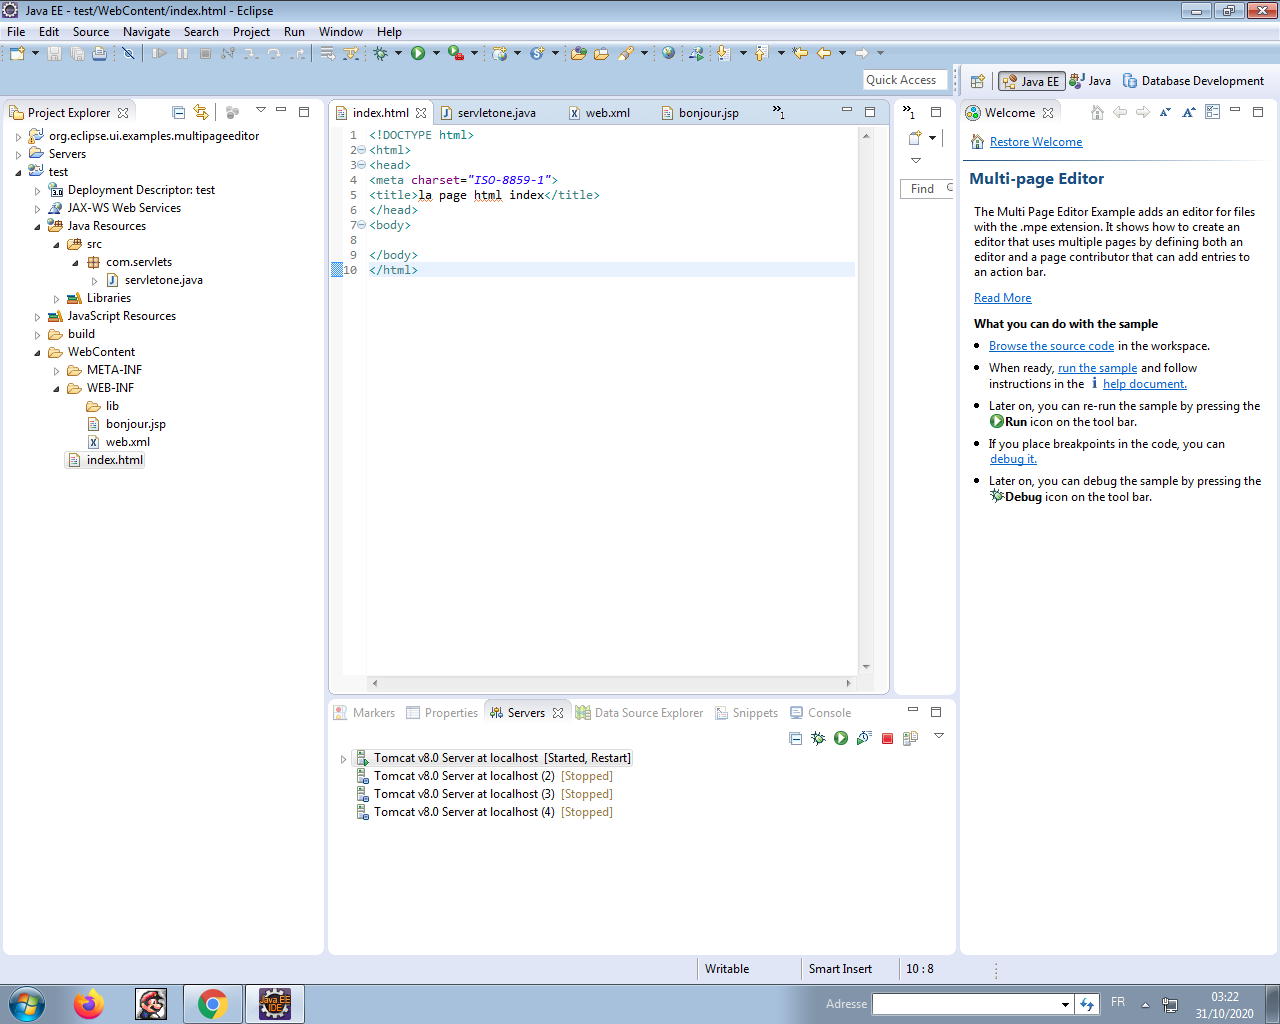 Java EE - test/WebContent/index.html - Eclipse
File Edit Source Navigate Search Project Run Window Help
Quick Access
Java EE Java Database Development
Project Explorer
org.eclipse.ui.examples.multipageeditor
Servers
test
Deployment Descriptor: test
JAX-WS Web Services
Java Resources
src
com.servlets
servletone.java
Libraries
JavaScript Resources
build
WebContent
META-INF
WEB-INF
lib
bonjour.jsp
web.xml
index.html
index.html servletone.java web.xml bonjour.jsp »1
1 <!DOCTYPE html>
2 <html>
3 <head>
4 <meta charset="ISO-8859-1">
5 <title>la page html index</title>
6 </head>
7 <body>
8
9 </body>
10 </html>
»1
Find
Welcome
Restore Welcome
Multi-page Editor
The Multi Page Editor Example adds an editor for files
with the .mpe extension. It shows how to create an
editor that uses multiple pages by defining both an
editor and a page contributor that can add entries to
an action bar.
Read More
What you can do with the sample
Browse the source code in the workspace.
When ready, run the sample and follow
instructions in the help document.
Later on, you can re-run the sample by pressing the
Run icon on the tool bar.
If you place breakpoints in the code, you can
debug it.
Later on, you can debug the sample by pressing the
Debug icon on the tool bar.
Markers Properties Servers Data Source Explorer Snippets Console
Tomcat v8.0 Server at localhost [Started, Restart]
Tomcat v8.0 Server at localhost (2) [Stopped]
Tomcat v8.0 Server at localhost (3) [Stopped]
Tomcat v8.0 Server at localhost (4) [Stopped]
Writable Smart Insert 10 : 8
Java EE
IDE
Adresse
FR
03:22
31/10/2020